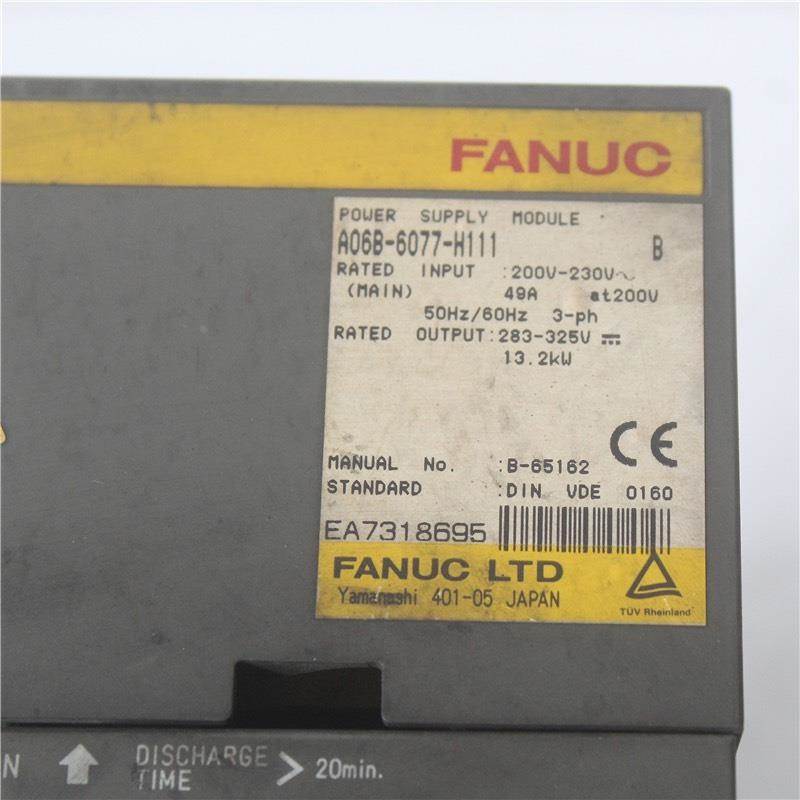 FANUC
POWER SUPPLY MODULE
A06B-6077-H111 B
RATED INPUT :200V-230V~
(MAIN) 49A at200V
50Hz/60Hz 3-ph
RATED OUTPUT:283-325V ⎓
13.2kW
CE
MANUAL No. :B-65162
STANDARD :DIN VDE 0160
EA7318695
FANUC LTD
Yamanashi 401-05 JAPAN
TÜV Rheinland
N DISCHARGE
TIME > 20min.